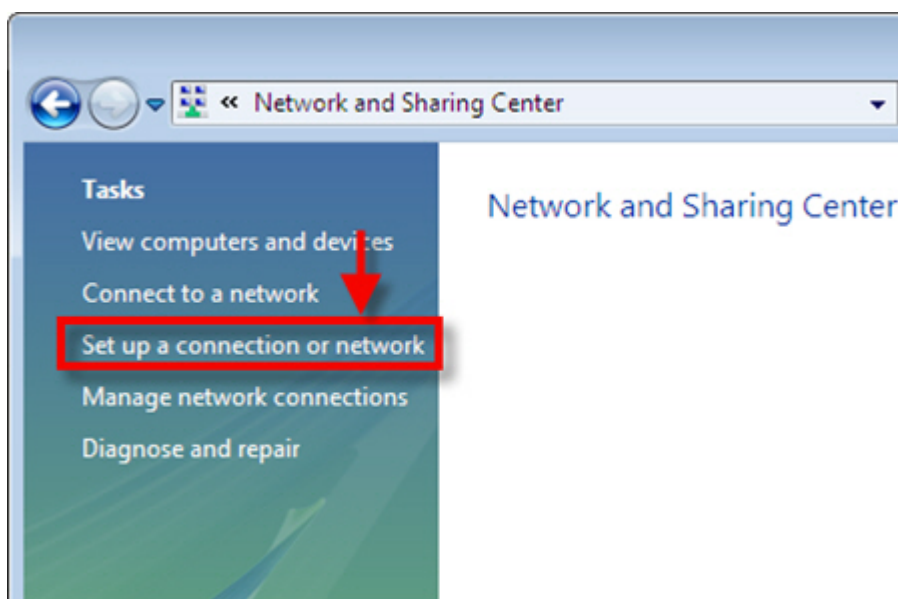 « Network and Sharing Center
Tasks
View computers and devices
Connect to a network
Set up a connection or network
Manage network connections
Diagnose and repair
Network and Sharing Center